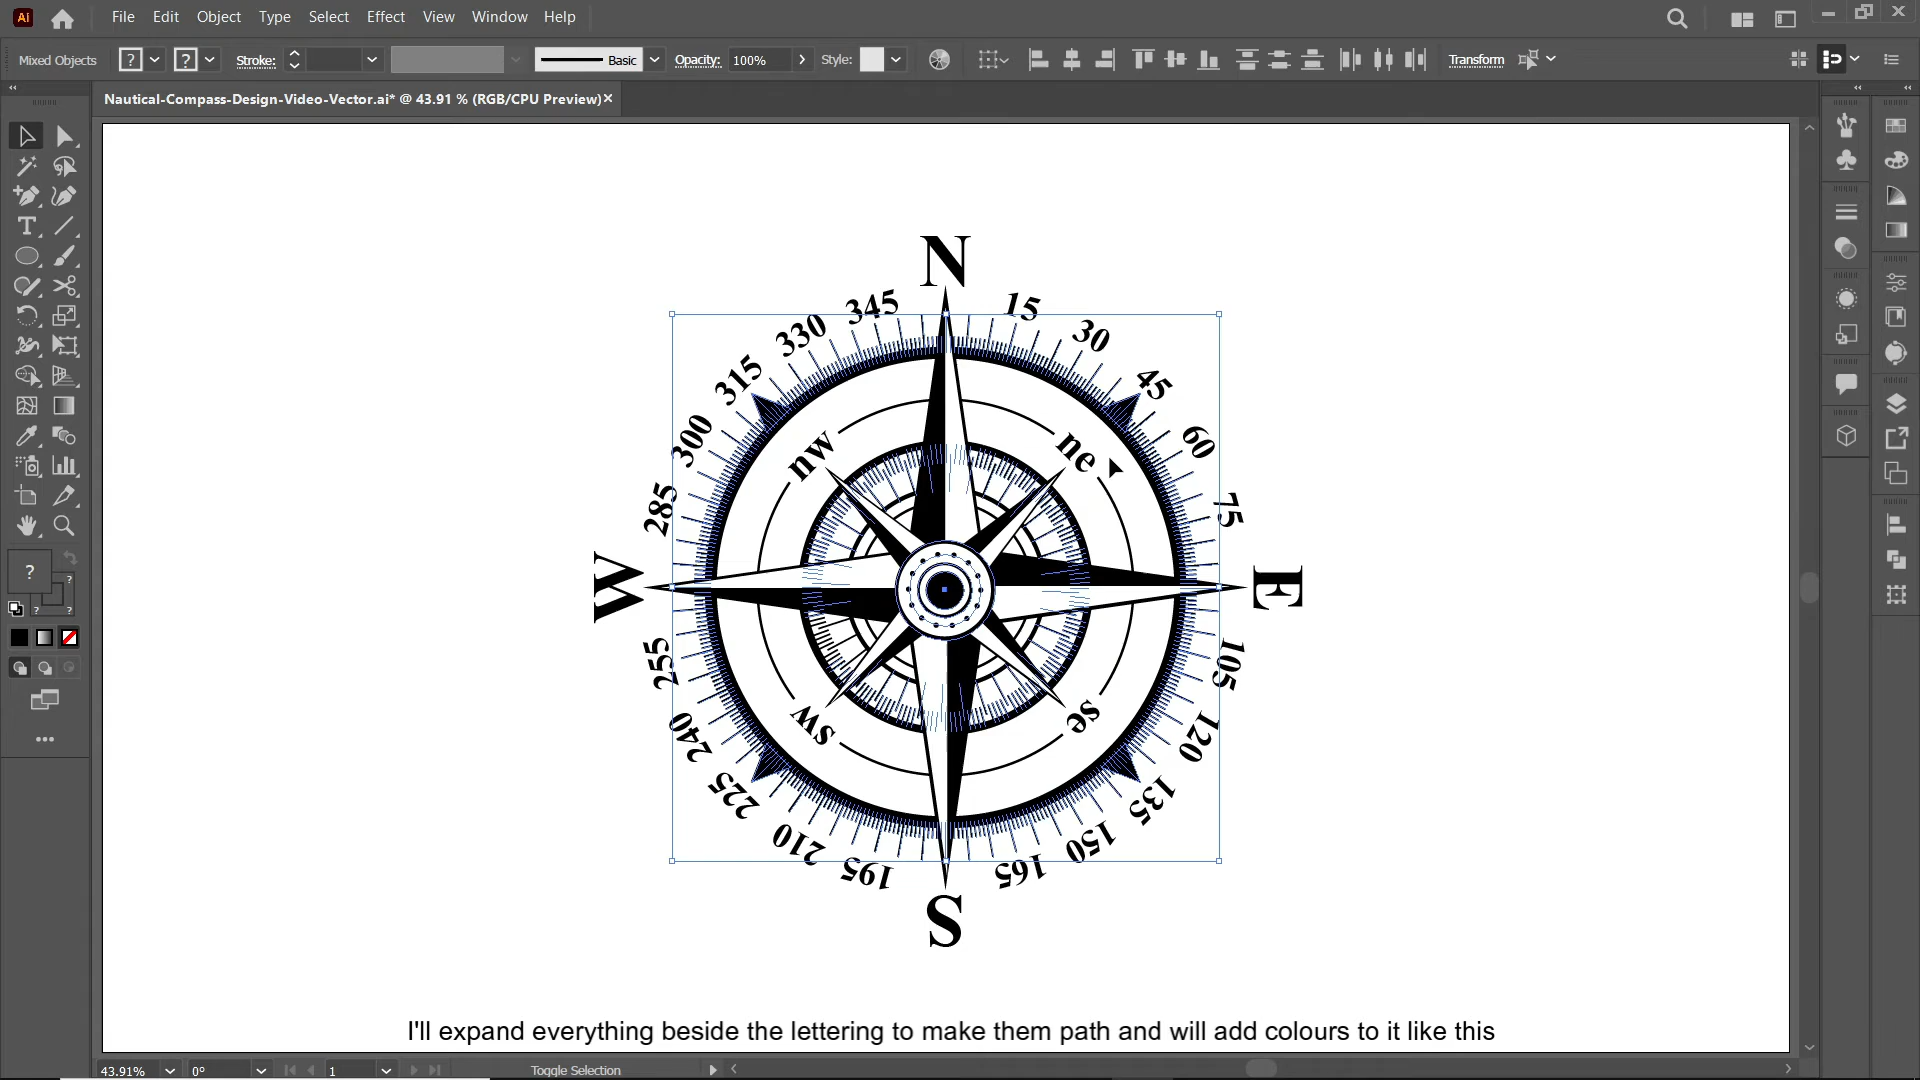 Ai File Edit Object Type Select Effect View Window Help
Mixed Objects ? ? Stroke: Basic Opacity: 100% Style: Transform
Nautical-Compass-Design-Video-Vector.ai* @ 43.91 % (RGB/CPU Preview)
N
345 15
330 30
315 45
300 60
nw ne
285 75
W E
255 105
sw se
240 120
225 135
210 150
195 165
S
?
?
? ?
I'll expand everything beside the lettering to make them path and will add colours to it like this
43.91% 0° 1 Toggle Selection